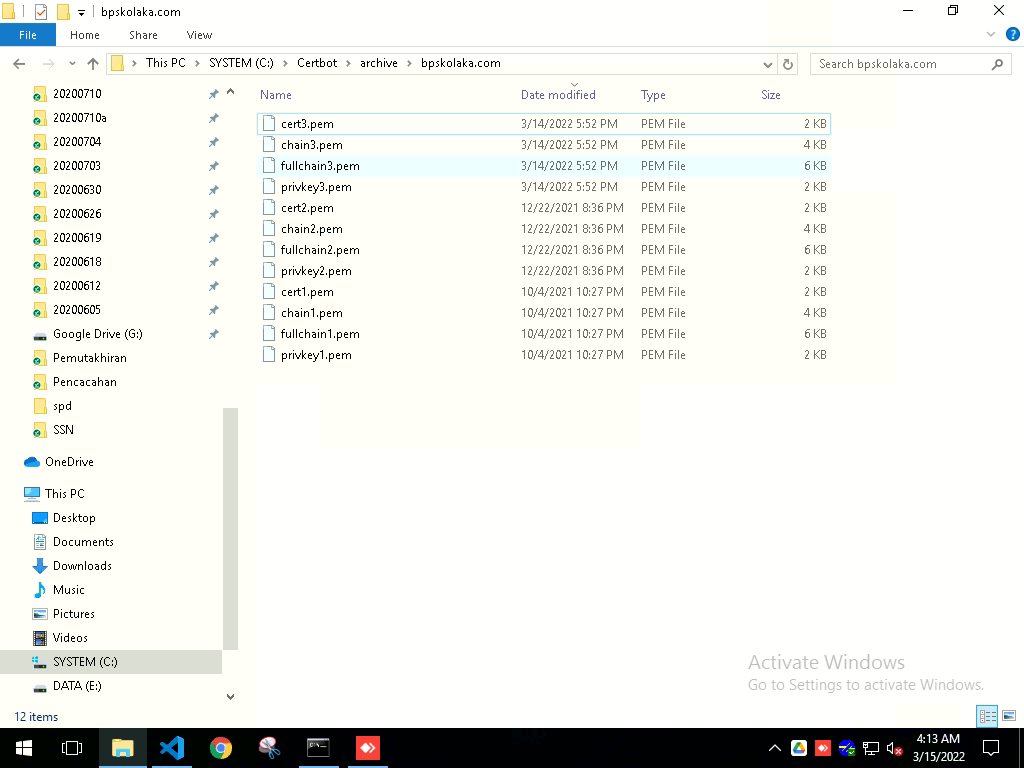 bpskolaka.com
File Home Share View
This PC SYSTEM (C:) Certbot archive bpskolaka.com
Search bpskolaka.com
20200710
20200710a
20200704
20200703
20200630
20200626
20200619
20200618
20200612
20200605
Google Drive (G:)
Pemutakhiran
Pencacahan
spd
SSN
OneDrive
This PC
Desktop
Documents
Downloads
Music
Pictures
Videos
SYSTEM (C:)
DATA (E:)
Name Date modified Type Size
cert3.pem 3/14/2022 5:52 PM PEM File 2 KB
chain3.pem 3/14/2022 5:52 PM PEM File 4 KB
fullchain3.pem 3/14/2022 5:52 PM PEM File 6 KB
privkey3.pem 3/14/2022 5:52 PM PEM File 2 KB
cert2.pem 12/22/2021 8:36 PM PEM File 2 KB
chain2.pem 12/22/2021 8:36 PM PEM File 4 KB
fullchain2.pem 12/22/2021 8:36 PM PEM File 6 KB
privkey2.pem 12/22/2021 8:36 PM PEM File 2 KB
cert1.pem 10/4/2021 10:27 PM PEM File 2 KB
chain1.pem 10/4/2021 10:27 PM PEM File 4 KB
fullchain1.pem 10/4/2021 10:27 PM PEM File 6 KB
privkey1.pem 10/4/2021 10:27 PM PEM File 2 KB
Activate Windows
Go to Settings to activate Windows.
12 items
4:13 AM
3/15/2022